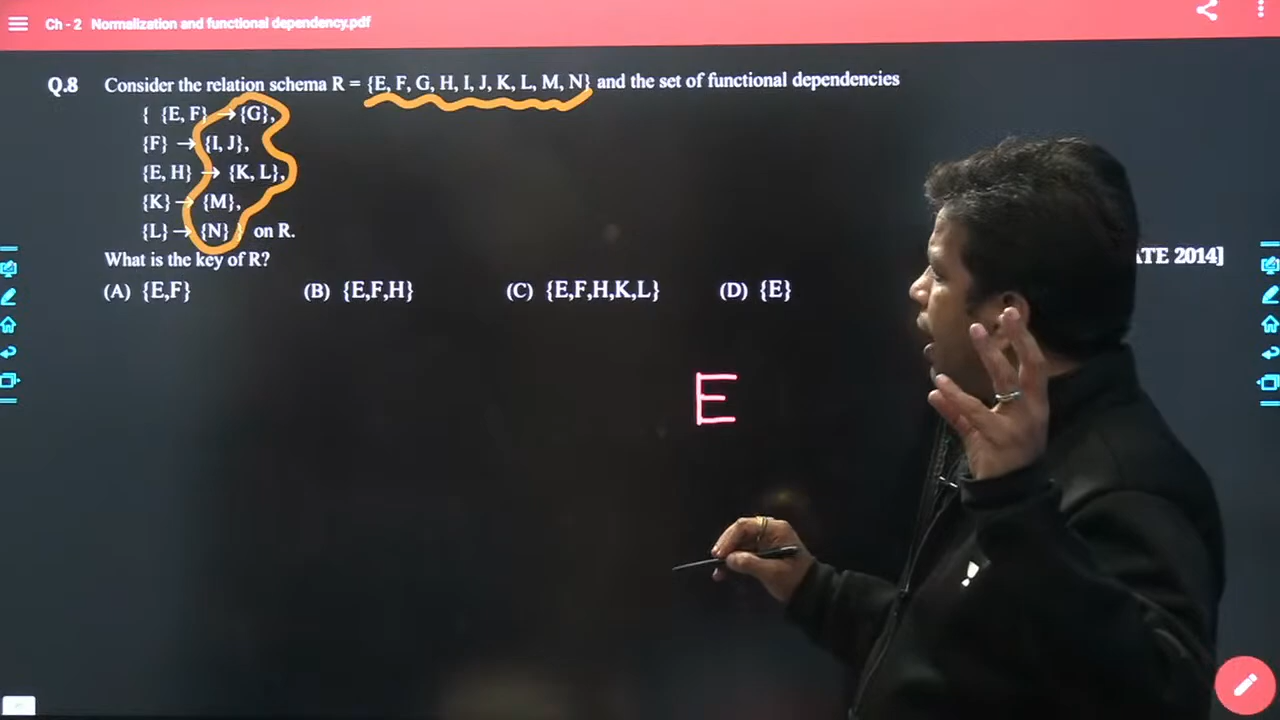 Ch - 2 Normalization and functional dependency.pdf
Q.8 Consider the relation schema R = {E, F, G, H, I, J, K, L, M, N} and the set of functional dependencies
{ {E, F} → {G},
{F} → {I, J},
{E, H} → {K, L},
{K} → {M},
{L} → {N} } on R.
What is the key of R?
ATE 2014]
(A) {E,F} (B) {E,F,H} (C) {E,F,H,K,L} (D) {E}
E